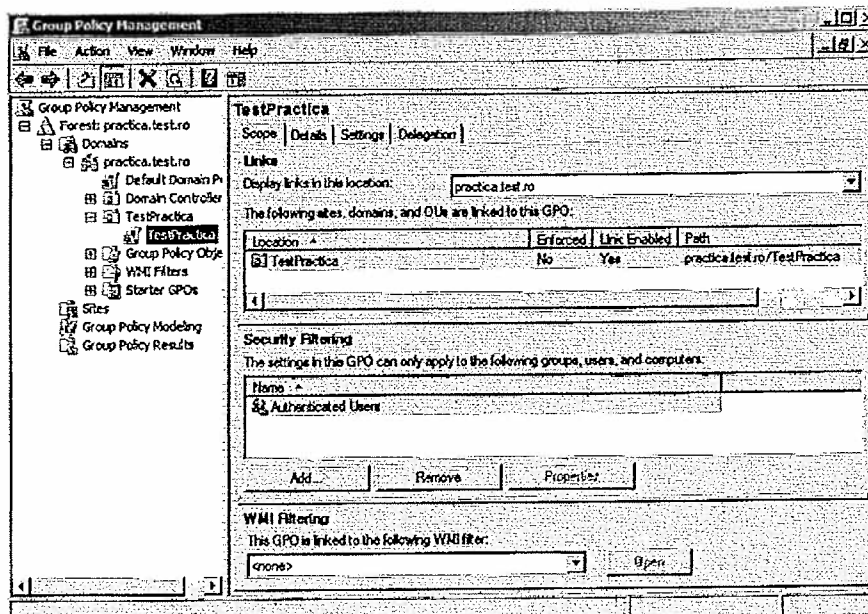 Group Policy Management
File Action View Window Help
Group Policy Management
Forest: practica.test.ro
Domains
practica.test.ro
Default Domain P
Domain Controller
TestPractica
TestPractica
Group Policy Obje
WMI Filters
Starter GPOs
Sites
Group Policy Modeling
Group Policy Results
TestPractica
Scope Details Settings Delegation
Links
Display links in this location: practica.test.ro
The following sites, domains, and OUs are linked to this GPO:
Location Enforced Link Enabled Path
TestPractica No Yes practica.test.ro/TestPractica
Security Filtering
The settings in this GPO can only apply to the following groups, users, and computers:
Name
Authenticated Users
Add... Remove Properties
WMI Filtering
This GPO is linked to the following WMI filter:
<none> Open